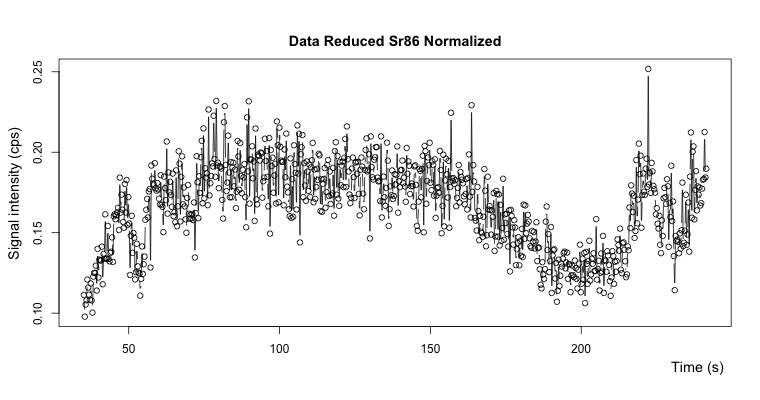 Data Reduced Sr86 Normalized
Signal intensity (cps)
0.25
0.20
0.15
0.10
50 100 150 200
Time (s)